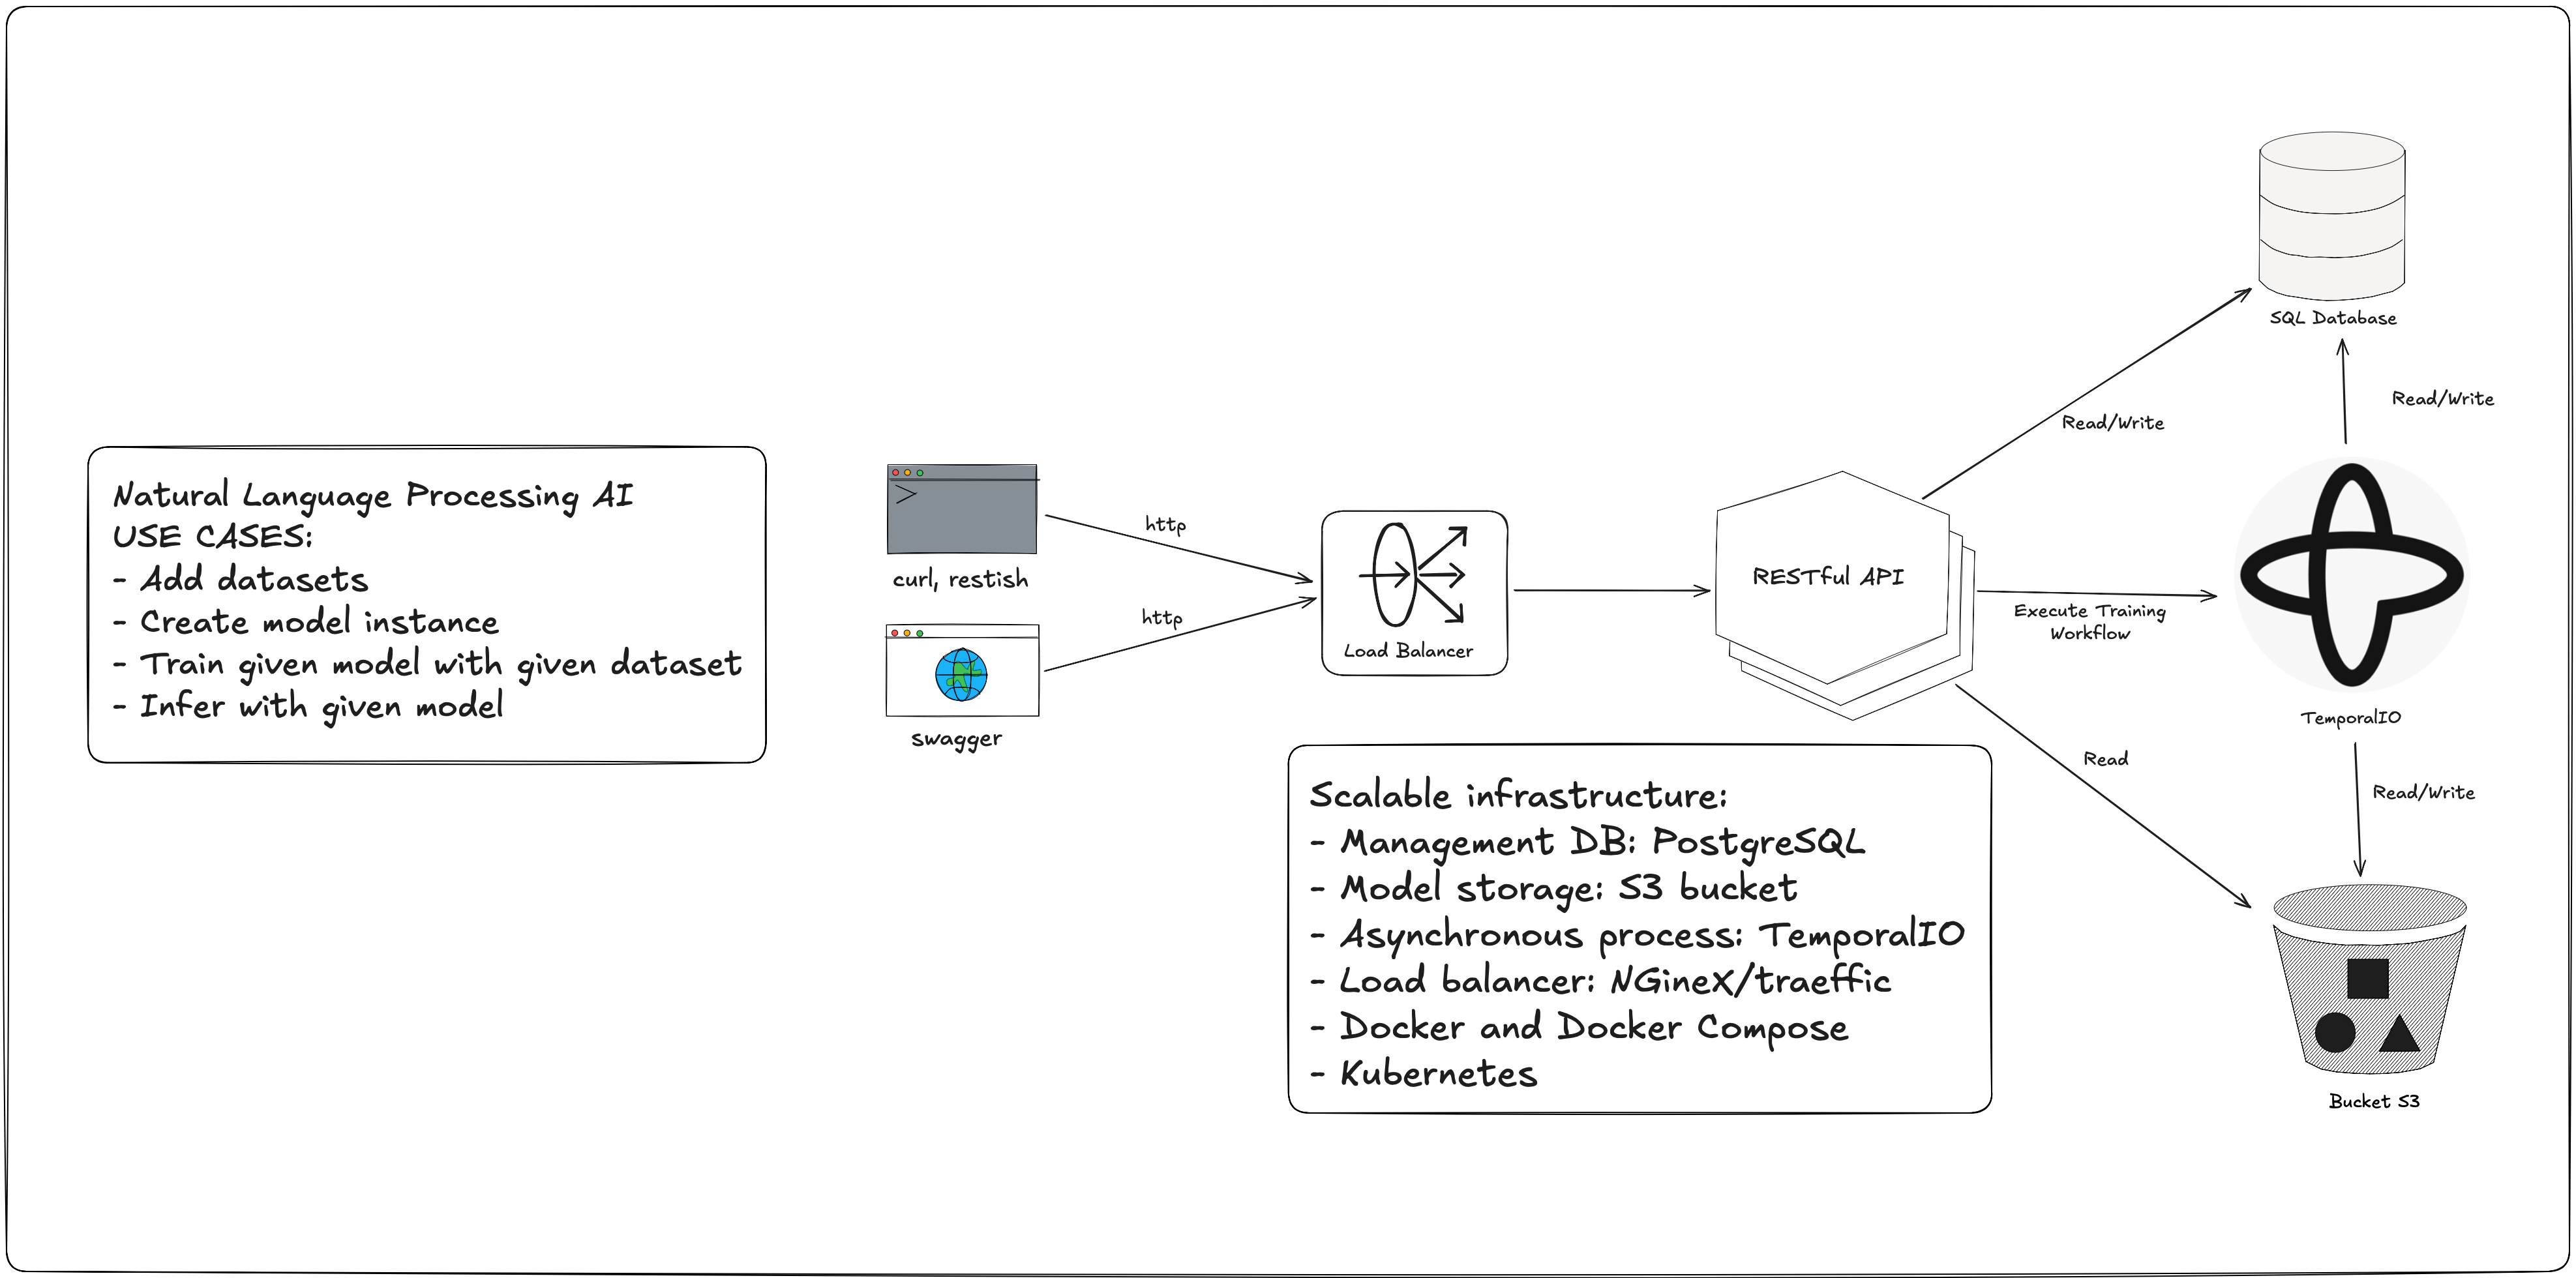 Natural Language Processing AI
USE CASES:
- Add datasets
- Create model instance
- Train given model with given dataset
- Infer with given model
>
curl, restish
swagger
http
http
Load Balancer
RESTful API
Read/Write
Execute Training
Workflow
Read
SQL Database
Read/Write
TemporalIO
Read/Write
Bucket S3
Scalable infrastructure:
- Management DB: PostgreSQL
- Model storage: S3 bucket
- Asynchronous process: TemporalIO
- Load balancer: NGineX/traeffic
- Docker and Docker Compose
- Kubernetes